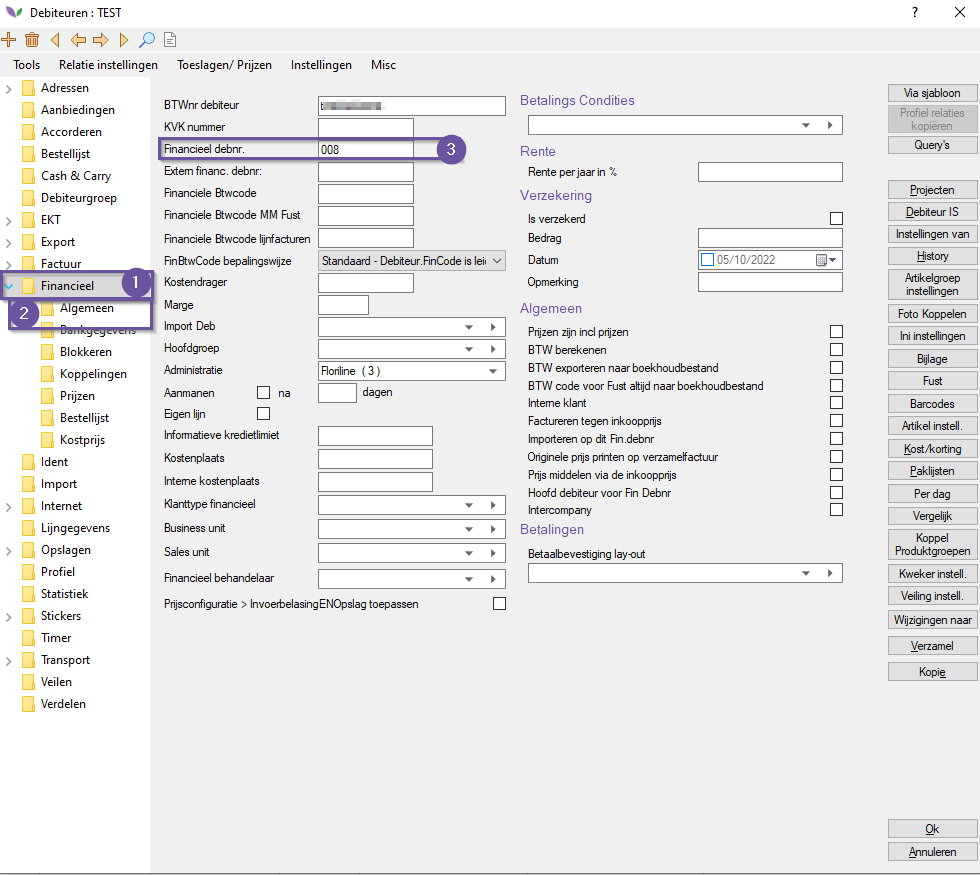 Debiteuren : TEST
?
Tools Relatie instellingen Toeslagen/ Prijzen Instellingen Misc
Adressen
Aanbiedingen
Accorderen
Bestellijst
Cash & Carry
Debiteurgroep
EKT
Export
Factuur
Financieel 1
2 Algemeen
Bankgegevens
Blokkeren
Koppelingen
Prijzen
Bestellijst
Kostprijs
Ident
Import
Internet
Lijngegevens
Opslagen
Profiel
Statistiek
Stickers
Timer
Transport
Veilen
Verdelen
BTWnr debiteur
KVK nummer
Financieel debnr. 008 3
Extern financ. debnr:
Financiele Btwcode
Financiele Btwcode MM Fust
Financiele Btwcode lijnfacturen
FinBtwCode bepalingswijze Standaard - Debiteur.FinCode is leid
Kostendrager
Marge
Import Deb
Hoofdgroep
Administratie Floriline ( 3 )
Aanmanen na dagen
Eigen lijn
Informatieve kredietlimiet
Kostenplaats
Interne kostenplaats
Klanttype financieel
Business unit
Sales unit
Financieel behandelaar
Prijsconfiguratie > InvoerbelasingENOpslag toepassen
Betalings Condities
Rente
Rente per jaar in %
Verzekering
Is verzekerd
Bedrag
Datum 05/10/2022
Opmerking
Algemeen
Prijzen zijn incl prijzen
BTW berekenen
BTW exporteren naar boekhoudbestand
BTW code voor Fust altijd naar boekhoudbestand
Interne klant
Factureren tegen inkoopprijs
Importeren op dit Fin.debnr
Originele prijs printen op verzamelfactuur
Prijs middelen via de inkoopprijs
Hoofd debiteur voor Fin Debnr
Intercompany
Betalingen
Betaalbevestiging lay-out
Via sjabloon
Profiel relaties
kopiëren
Query's
Projecten
Debiteur IS
Instellingen van
History
Artikelgroep
instellingen
Foto Koppelen
Ini instellingen
Bijlage
Fust
Barcodes
Artikel instell.
Kost/korting
Paklijsten
Per dag
Vergelijk
Koppel
Produktgroepen
Kweker instell.
Veiling instell.
Wijzigingen naar
Verzamel
Kopie
Ok
Annuleren